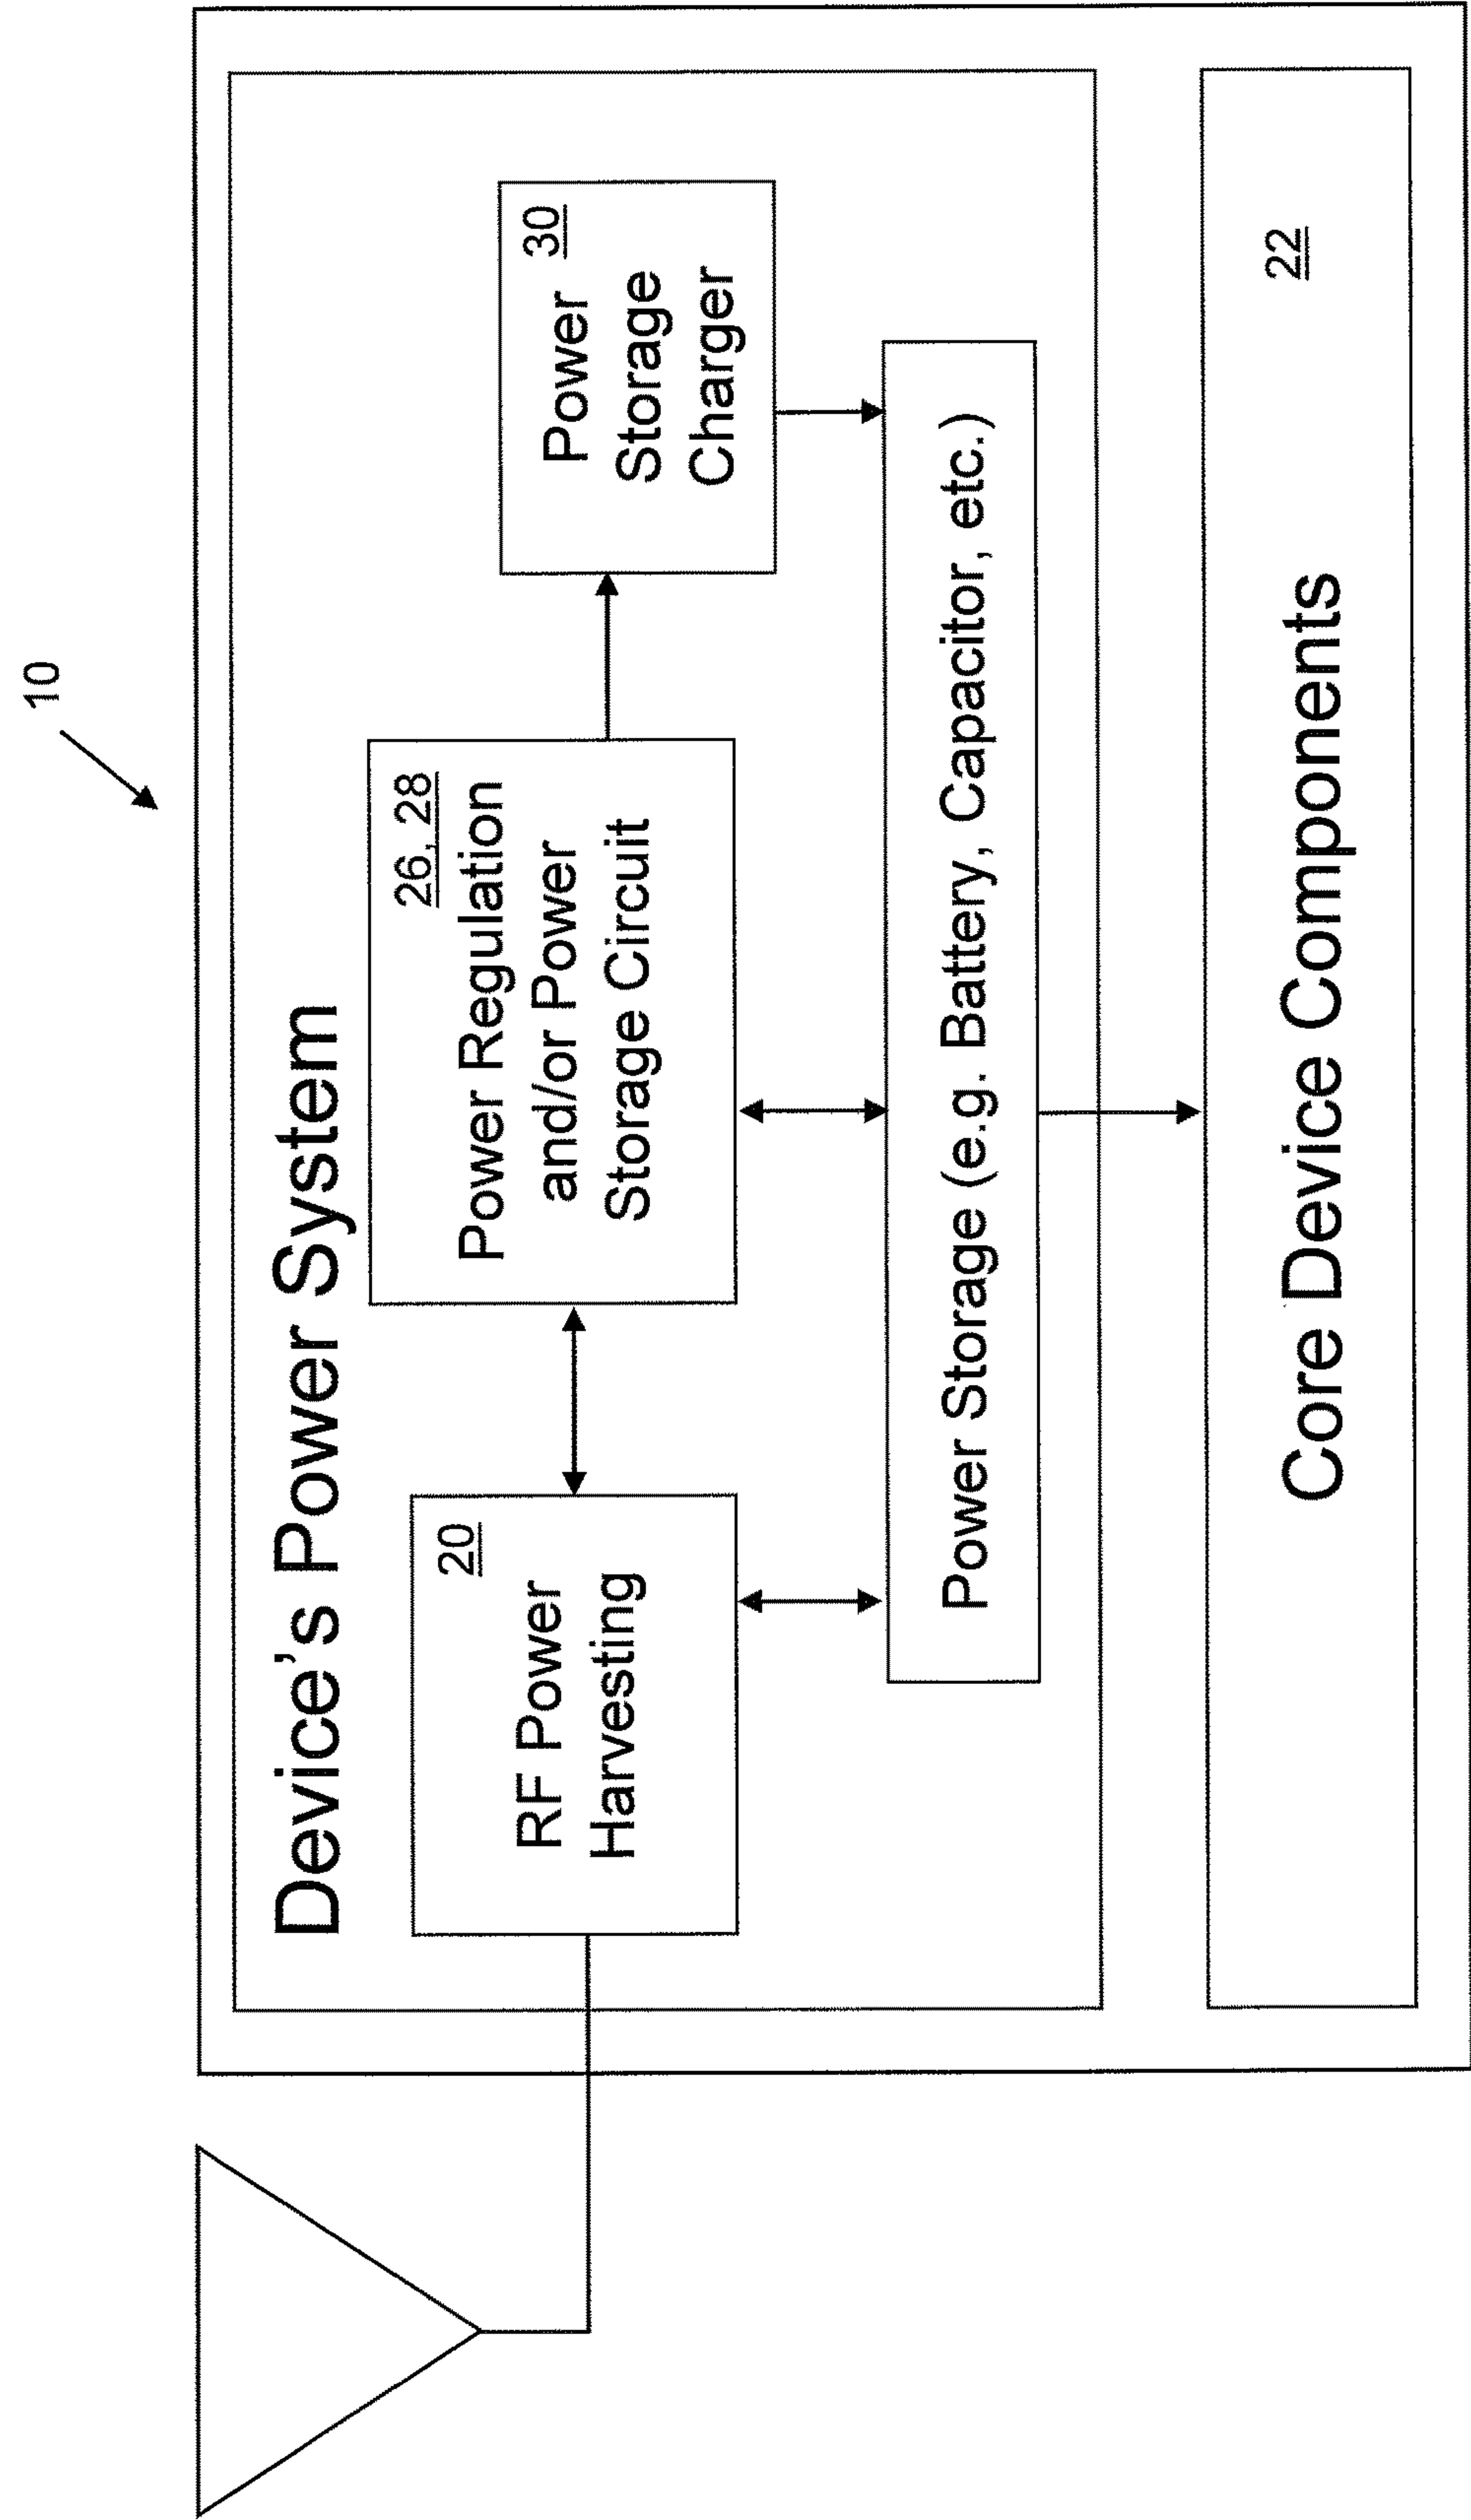 10
Device's Power System
20
RF Power
Harvesting
26, 28
Power Regulation
and/or Power
Storage Circuit
30
Power
Storage
Charger
Power Storage (e.g. Battery, Capacitor, etc.)
22
Core Device Components